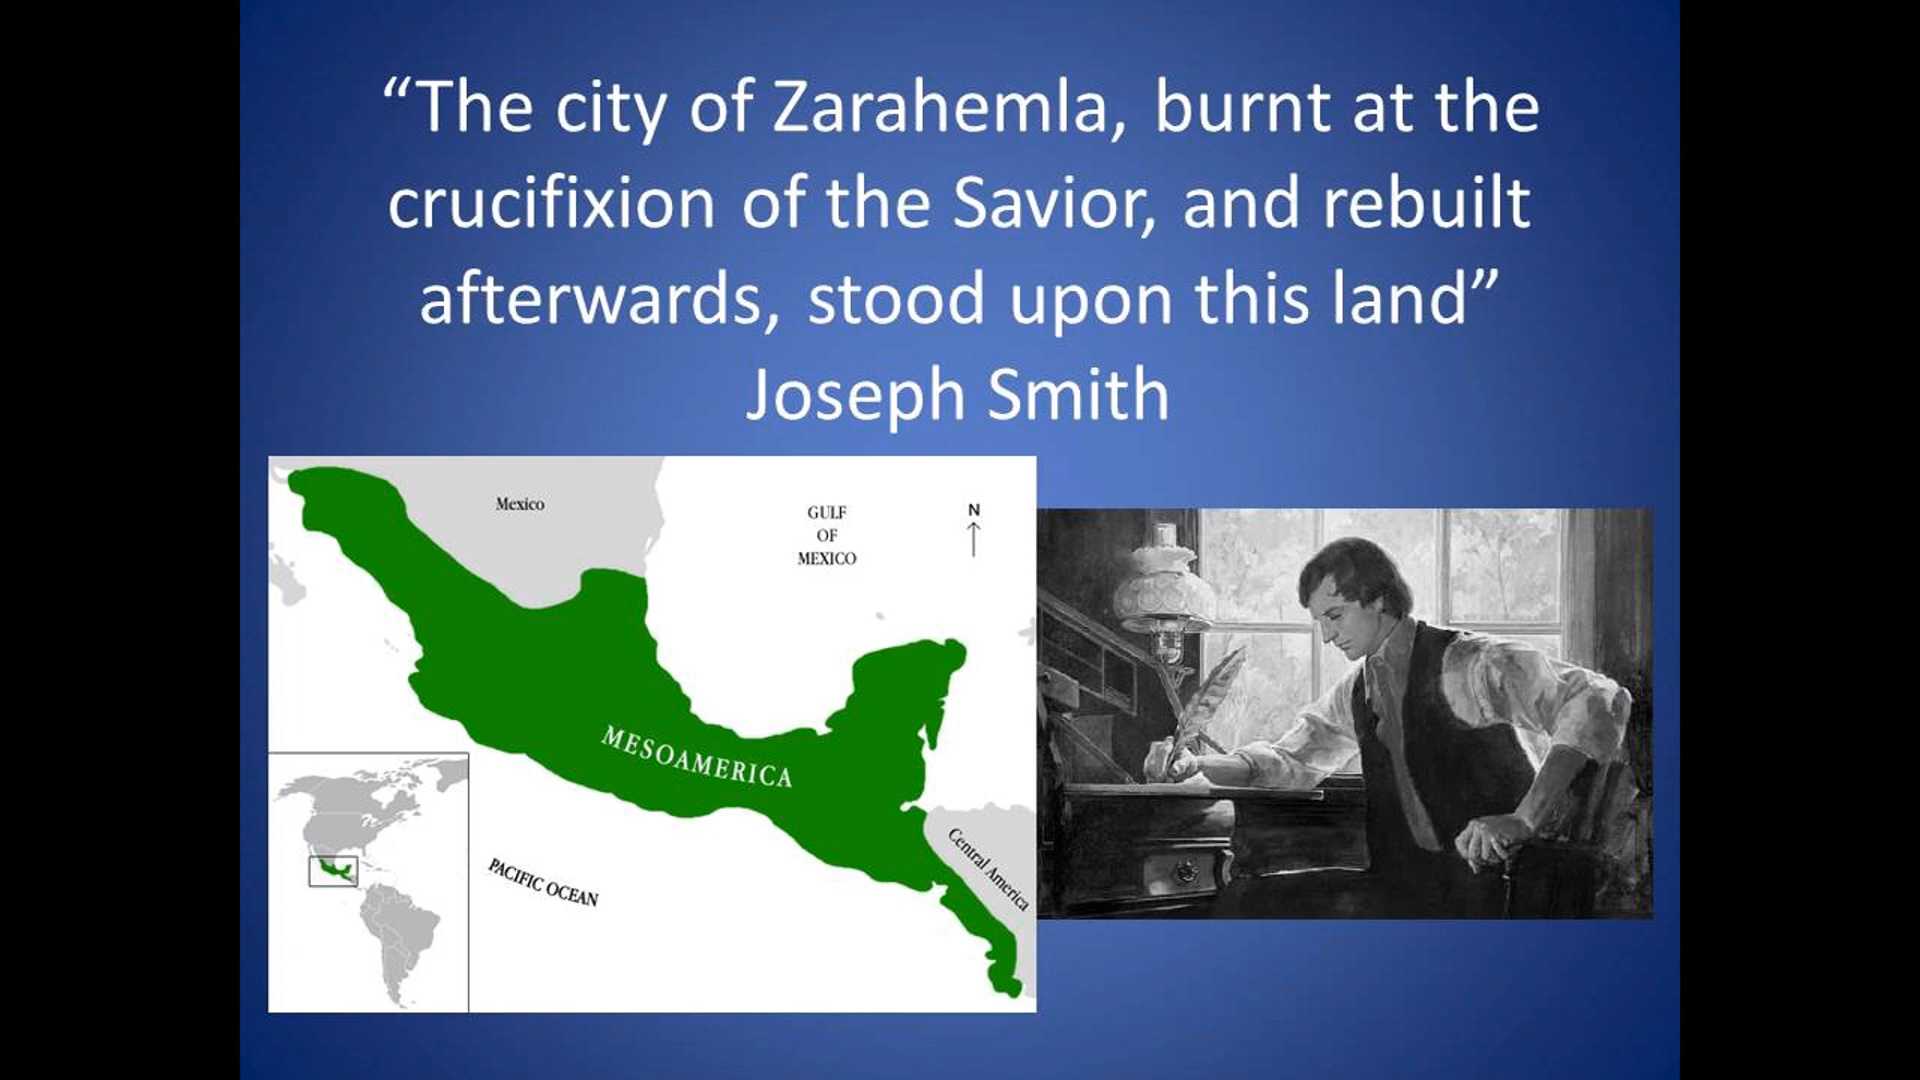 “The city of Zarahemla, burnt at the
crucifixion of the Savior, and rebuilt
afterwards, stood upon this land”
Joseph Smith
Mexico
GULF
OF
MEXICO
N
MESOAMERICA
Central America
PACIFIC OCEAN